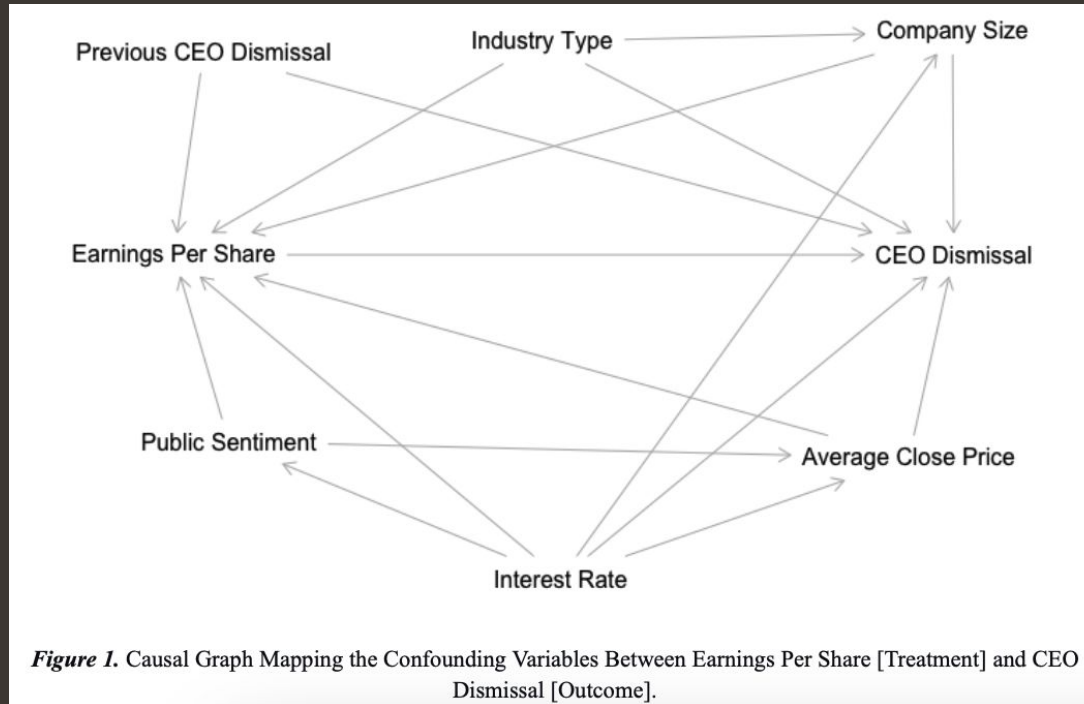 Previous CEO Dismissal
Industry Type
Company Size
Earnings Per Share
CEO Dismissal
Public Sentiment
Average Close Price
Interest Rate
Figure 1. Causal Graph Mapping the Confounding Variables Between Earnings Per Share [Treatment] and CEO
Dismissal [Outcome].